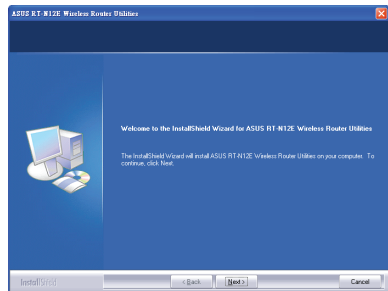 ASUS RT-N12E Wireless Router Utilities
Welcome to the InstallShield Wizard for ASUS RT-N12E Wireless Router Utilities
The InstallShield Wizard will install ASUS RT-N12E Wireless Router Utilities on your computer. To
continue, click Next.
InstallShield
< Back
Next >
Cancel